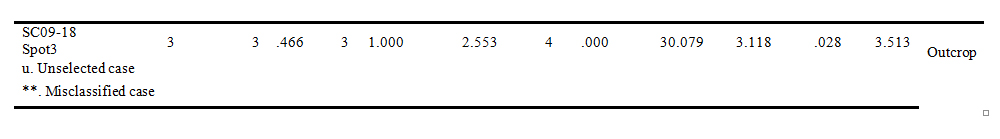 SC09-18
Spot3 3 3 .466 3 1.000 2.553 4 .000 30.079 3.118 .028 3.513 Outcrop
u. Unselected case
**. Misclassified case